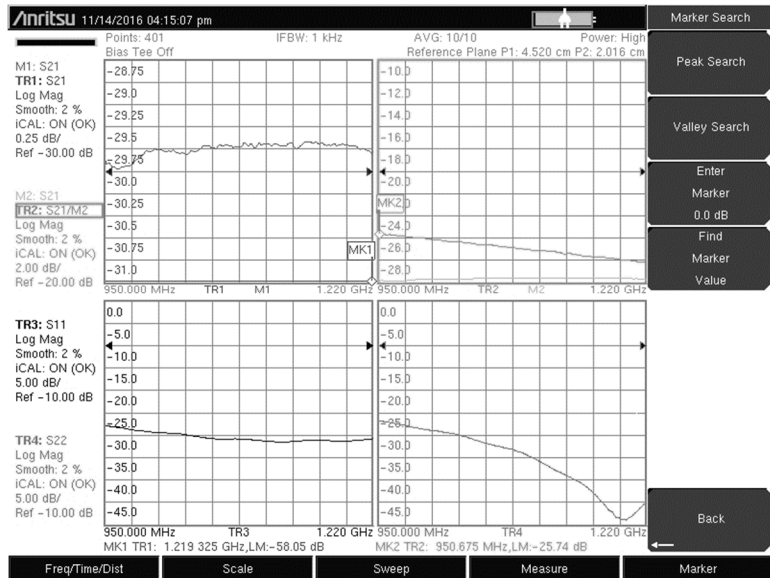 Anritsu 11/14/2016 04:15:07 pm
Marker Search
Points: 401 IFBW: 1 kHz AVG: 10/10 Power: High
Bias Tee Off Reference Plane P1: 4.520 cm P2: 2.016 cm
M1: S21
TR1: S21
Log Mag
Smooth: 2 %
iCAL: ON (OK)
0.25 dB/
Ref -30.00 dB
M2: S21
TR2: S21/M2
Log Mag
Smooth: 2 %
iCAL: ON (OK)
2.00 dB/
Ref -20.00 dB
-28.75
-29.0
-29.25
-29.5
-29.75
-30.0
-30.25
-30.5
-30.75
-31.0
MK1
950.000 MHz TR1 M1 1.220 GHz
-10.0
-12.0
-14.0
-16.0
-18.0
-20.0
MK2
-24.0
-26.0
-28.0
950.000 MHz TR2 M2 1.220 GHz
TR3: S11
Log Mag
Smooth: 2 %
iCAL: ON (OK)
5.00 dB/
Ref -10.00 dB
TR4: S22
Log Mag
Smooth: 2 %
iCAL: ON (OK)
5.00 dB/
Ref -10.00 dB
0.0
-5.0
-10.0
-15.0
-20.0
-25.0
-30.0
-35.0
-40.0
-45.0
950.000 MHz TR3 1.220 GHz
0.0
-5.0
-10.0
-15.0
-20.0
-25.0
-30.0
-35.0
-40.0
-45.0
950.000 MHz TR4 1.220 GHz
MK1 TR1: 1.219 325 GHz,LM:-58.05 dB
MK2 TR2: 950.675 MHz,LM:-25.74 dB
Peak Search
Valley Search
Enter
Marker
0.0 dB
Find
Marker
Value
Back
Freq/Time/Dist
Scale
Sweep
Measure
Marker